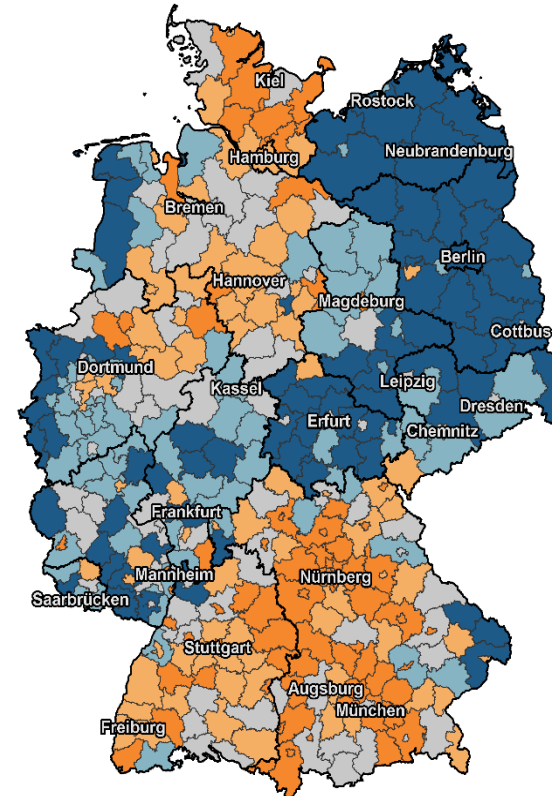 Kiel
Rostock
Hamburg
Neubrandenburg
Bremen
Berlin
Hannover
Magdeburg
Cottbus
Dortmund
Kassel
Leipzig
Dresden
Erfurt
Chemnitz
Frankfurt
Mannheim
Nürnberg
Saarbrücken
Stuttgart
Augsburg
München
Freiburg